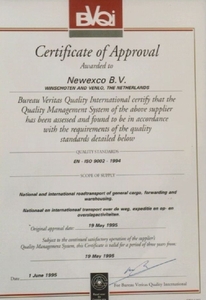 BVQi
Certificate of Approval
Awarded to
Newexco B.V.
WINSCHOTEN AND VENLO, THE NETHERLANDS
Bureau Veritas Quality International certify that the
Quality Management System of the above supplier
has been assessed and found to be in accordance
with the requirements of the quality
standards detailed below
QUALITY STANDARDS
EN - ISO 9002 - 1994
SCOPE OF SUPPLY
National and international roadtransport of general cargo, forwarding and
warehousing.
Nationaal en internationaal transport over de weg, expeditie en op- en
overslagactiviteiten.
Original approval date: 19 May 1995
Subject to the continued satisfactory operation of the supplier's
Quality Management System, this Certificate is valid for a period of three years from:
19 May 1995
Date: 1 June 1995
For Bureau Veritas Quality International